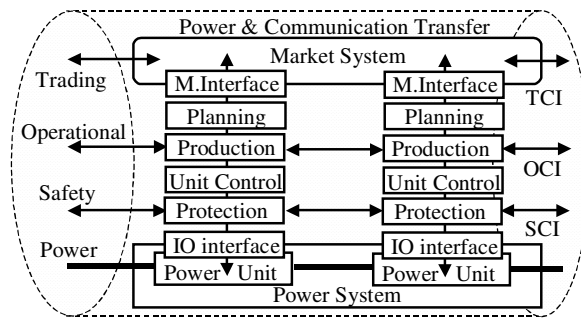 Power & Communication Transfer
Market System
Trading
M.Interface
M.Interface
TCI
Planning
Planning
Operational
Production
Production
OCI
Unit Control
Unit Control
Safety
Protection
Protection
SCI
Power
IO interface
IO interface
Power Unit
Power Unit
Power System